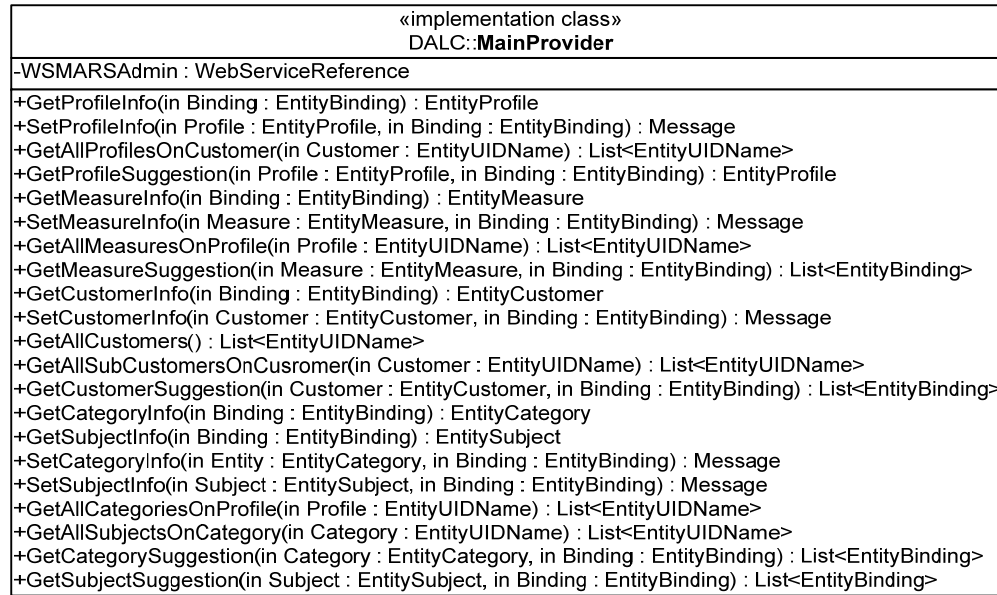 «implementation class»
DALC::MainProvider
-WSMARSAdmin : WebServiceReference
+GetProfileInfo(in Binding : EntityBinding) : EntityProfile
+SetProfileInfo(in Profile : EntityProfile, in Binding : EntityBinding) : Message
+GetAllProfilesOnCustomer(in Customer : EntityUIDName) : List<EntityUIDName>
+GetProfileSuggestion(in Profile : EntityProfile, in Binding : EntityBinding) : EntityProfile
+GetMeasureInfo(in Binding : EntityBinding) : EntityMeasure
+SetMeasureInfo(in Measure : EntityMeasure, in Binding : EntityBinding) : Message
+GetAllMeasuresOnProfile(in Profile : EntityUIDName) : List<EntityUIDName>
+GetMeasureSuggestion(in Measure : EntityMeasure, in Binding : EntityBinding) : List<EntityBinding>
+GetCustomerInfo(in Binding : EntityBinding) : EntityCustomer
+SetCustomerInfo(in Customer : EntityCustomer, in Binding : EntityBinding) : Message
+GetAllCustomers() : List<EntityUIDName>
+GetAllSubCustomersOnCusromer(in Customer : EntityUIDName) : List<EntityUIDName>
+GetCustomerSuggestion(in Customer : EntityCustomer, in Binding : EntityBinding) : List<EntityBinding>
+GetCategoryInfo(in Binding : EntityBinding) : EntityCategory
+GetSubjectInfo(in Binding : EntityBinding) : EntitySubject
+SetCategoryInfo(in Entity : EntityCategory, in Binding : EntityBinding) : Message
+SetSubjectInfo(in Subject : EntitySubject, in Binding : EntityBinding) : Message
+GetAllCategoriesOnProfile(in Profile : EntityUIDName) : List<EntityUIDName>
+GetAllSubjectsOnCategory(in Category : EntityUIDName) : List<EntityUIDName>
+GetCategorySuggestion(in Category : EntityCategory, in Binding : EntityBinding) : List<EntityBinding>
+GetSubjectSuggestion(in Subject : EntitySubject, in Binding : EntityBinding) : List<EntityBinding>